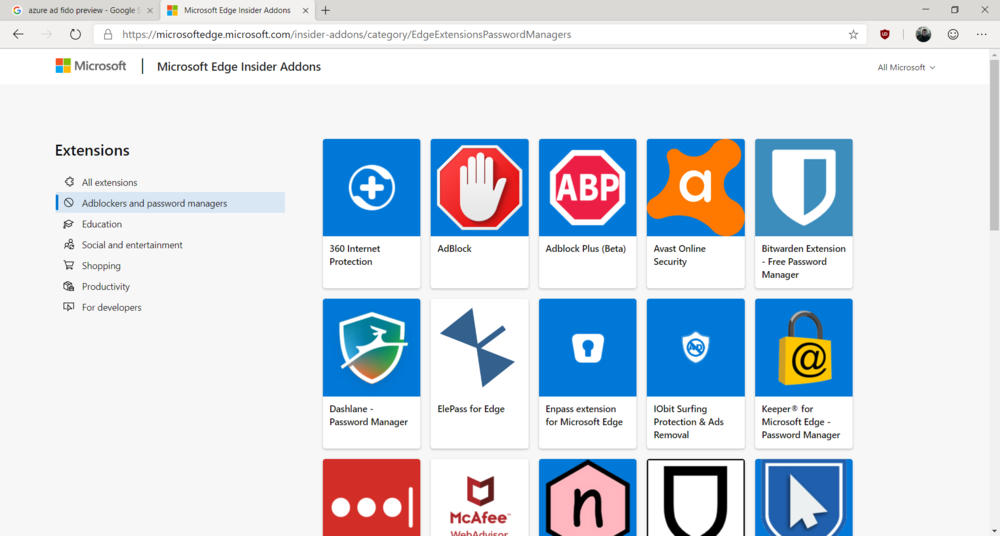 azure ad fido preview - Google S
Microsoft Edge Insider Addons
https://microsoftedge.microsoft.com/insider-addons/category/EdgeExtensionsPasswordManagers
Microsoft
Microsoft Edge Insider Addons
All Microsoft
Extensions
All extensions
Adblockers and password managers
Education
Social and entertainment
Shopping
Productivity
For developers
ABP
a
360 Internet
Protection
AdBlock
Adblock Plus (Beta)
Avast Online
Security
Bitwarden Extension
- Free Password
Manager
AD
@
Dashlane -
Password Manager
ElePass for Edge
Enpass extension
for Microsoft Edge
IObit Surfing
Protection & Ads
Removal
Keeper® for
Microsoft Edge -
Password Manager
McAfee™
WebAdvisor
n